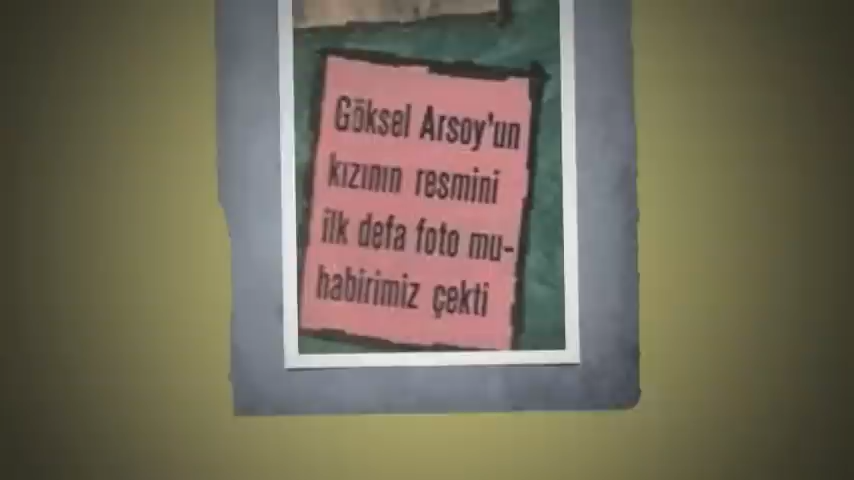 Göksel Arsoy'un
kızının resmini
ilk defa foto mu-
habirimiz çekti